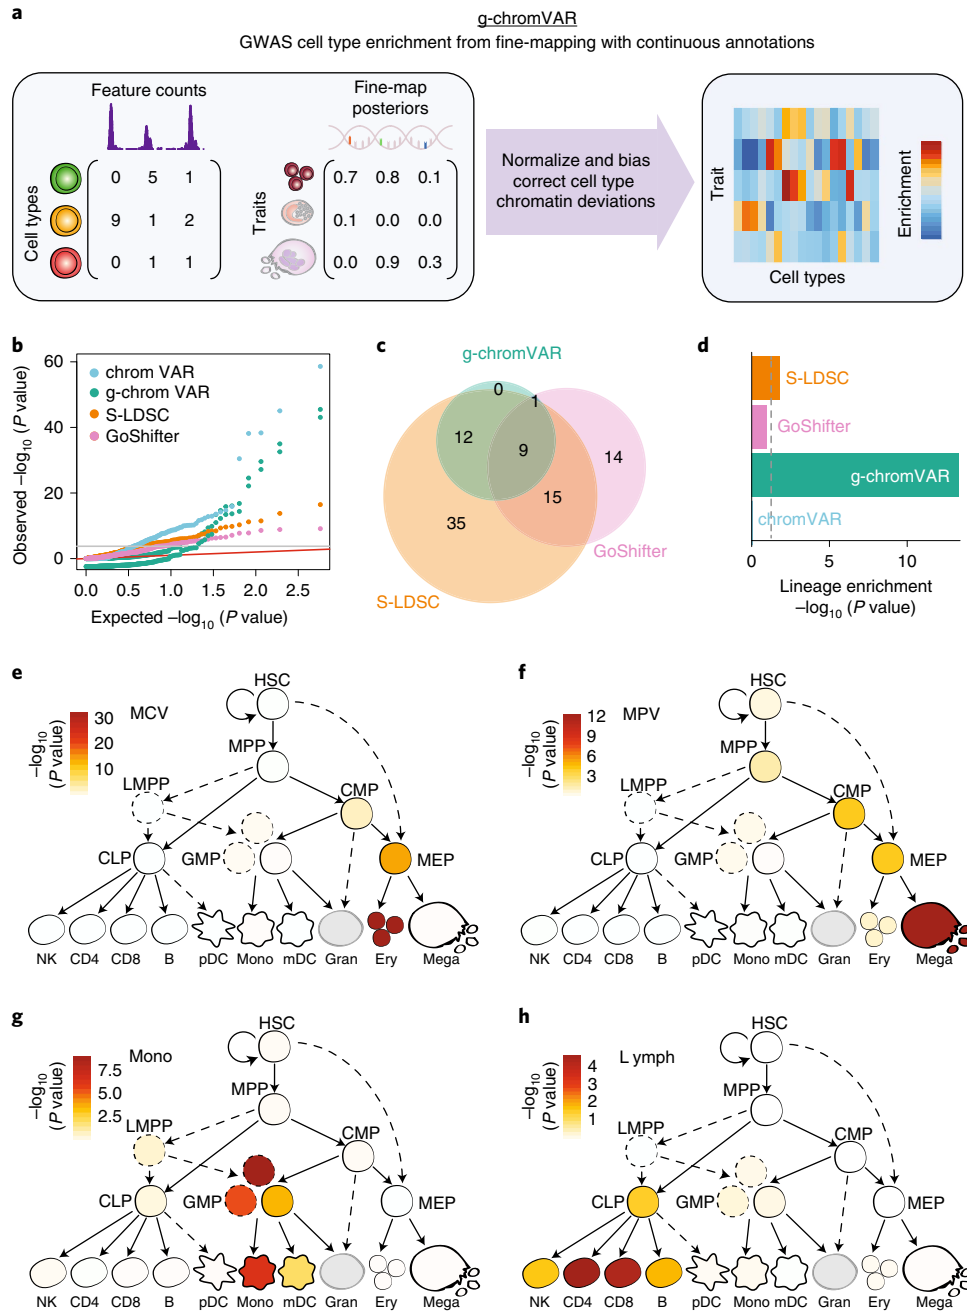 a
g-chromVAR
GWAS cell type enrichment from fine-mapping with continuous annotations
Feature counts
Cell types
0 5 1
9 1 2
0 1 1
Fine-map
posteriors
Traits
0.7 0.8 0.1
0.1 0.0 0.0
0.0 0.9 0.3
Normalize and bias
correct cell type
chromatin deviations
Trait
Cell types
Enrichment
b
Observed –log10 (P value)
60
40
20
0
chrom VAR
g-chrom VAR
S-LDSC
GoShifter
0.0 0.5 1.0 1.5 2.0 2.5
Expected –log10 (P value)
c
g-chromVAR
0
1
12
9
14
15
35
GoShifter
S-LDSC
d
S-LDSC
GoShifter
g-chromVAR
chromVAR
0 5 10
Lineage enrichment
–log10 (P value)
e
–log10
(P value)
30
20
10
MCV
HSC
MPP
LMPP
CMP
CLP
GMP
MEP
NK CD4 CD8 B pDC Mono mDC Gran Ery Mega
f
–log10
(P value)
12
9
6
3
MPV
HSC
MPP
LMPP
CMP
CLP
GMP
MEP
NK CD4 CD8 B pDC Mono mDC Gran Ery Mega
g
–log10
(P value)
7.5
5.0
2.5
Mono
HSC
MPP
LMPP
CMP
CLP
GMP
MEP
NK CD4 CD8 B pDC Mono mDC Gran Ery Mega
h
–log10
(P value)
4
3
2
1
L ymph
HSC
MPP
LMPP
CMP
CLP
GMP
MEP
NK CD4 CD8 B pDC Mono mDC Gran Ery Mega